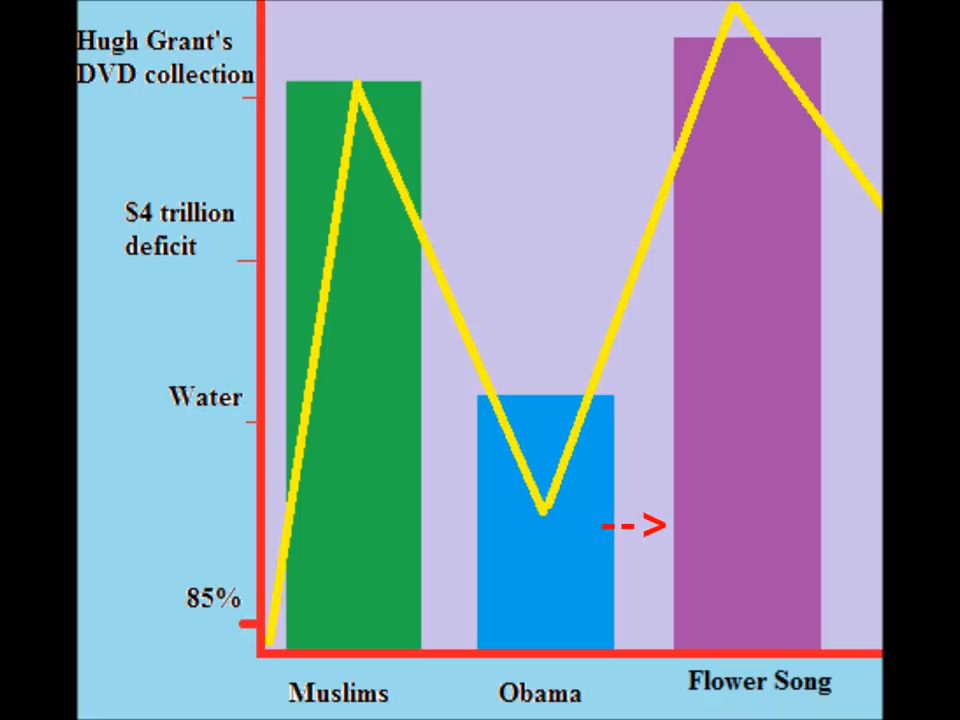 Hugh Grant's
DVD collection
$4 trillion
deficit
Water
85%
-->
Muslims
Obama
Flower Song